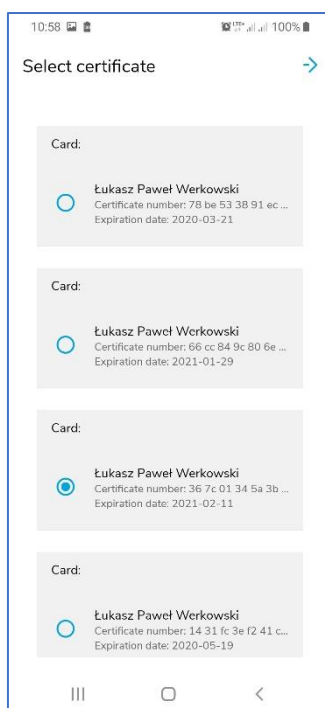 10:58 LTE+ 100%
Select certificate
Card:
Łukasz Paweł Werkowski
Certificate number: 78 be 53 38 91 ec ...
Expiration date: 2020-03-21
Card:
Łukasz Paweł Werkowski
Certificate number: 66 cc 84 9c 80 6e ...
Expiration date: 2021-01-29
Card:
Łukasz Paweł Werkowski
Certificate number: 36 7c 01 34 5a 3b ...
Expiration date: 2021-02-11
Card:
Łukasz Paweł Werkowski
Certificate number: 14 31 fc 3e f2 41 c...
Expiration date: 2020-05-19